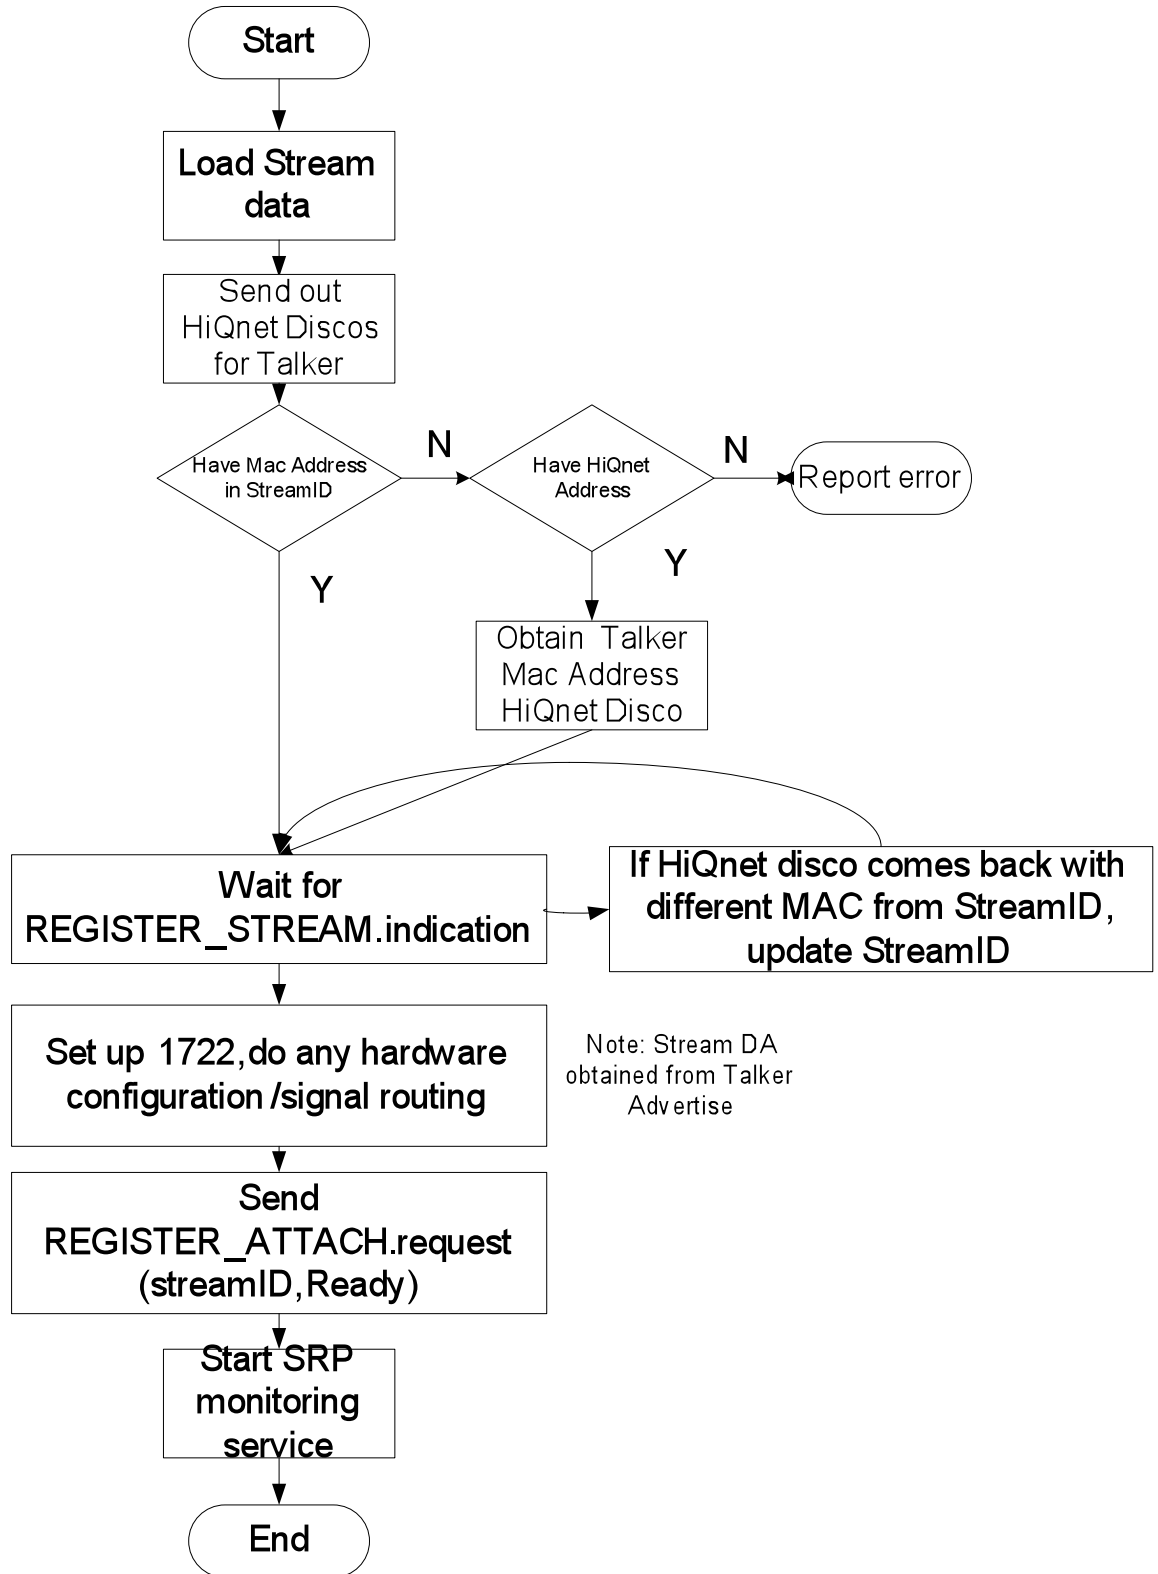 Start
Load Stream
data
Send out
HiQnet Discos
for Talker
Have Mac Address
in StreamID
N
Have HiQnet
Address
N
Report error
Y
Y
Obtain Talker
Mac Address
HiQnet Disco
Wait for
REGISTER_STREAM.indication
If HiQnet disco comes back with
different MAC from StreamID,
update StreamID
Set up 1722,do any hardware
configuration/signal routing
Note: Stream DA
obtained from Talker
Advertise
Send
REGISTER_ATTACH.request
(streamID,Ready)
Start SRP
monitoring
service
End